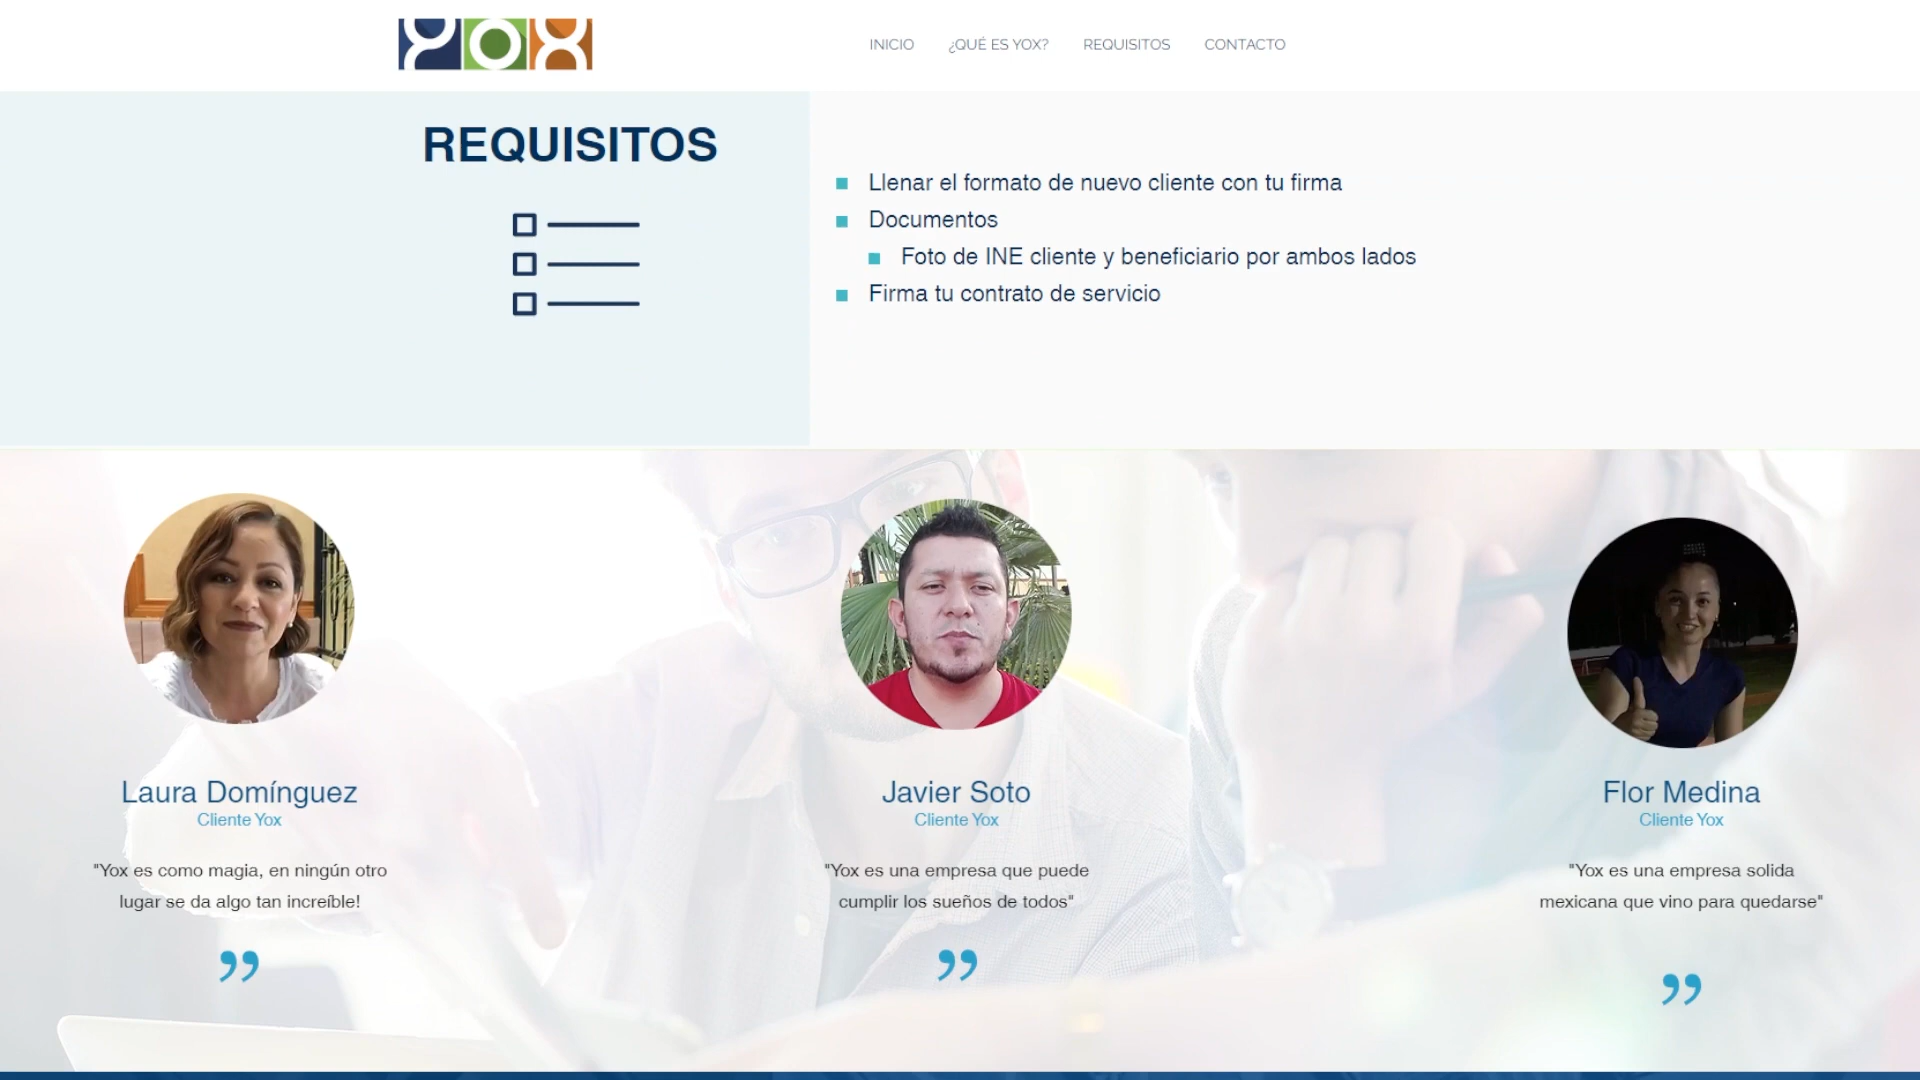 YOX
INICIO
¿QUÉ ES YOX?
REQUISITOS
CONTACTO
REQUISITOS
Llenar el formato de nuevo cliente con tu firma
Documentos
Foto de INE cliente y beneficiario por ambos lados
Firma tu contrato de servicio
Laura Domínguez
Cliente Yox
"Yox es como magia, en ningún otro
lugar se da algo tan increíble!
”
Javier Soto
Cliente Yox
"Yox es una empresa que puede
cumplir los sueños de todos"
”
Flor Medina
Cliente Yox
"Yox es una empresa solida
mexicana que vino para quedarse"
”